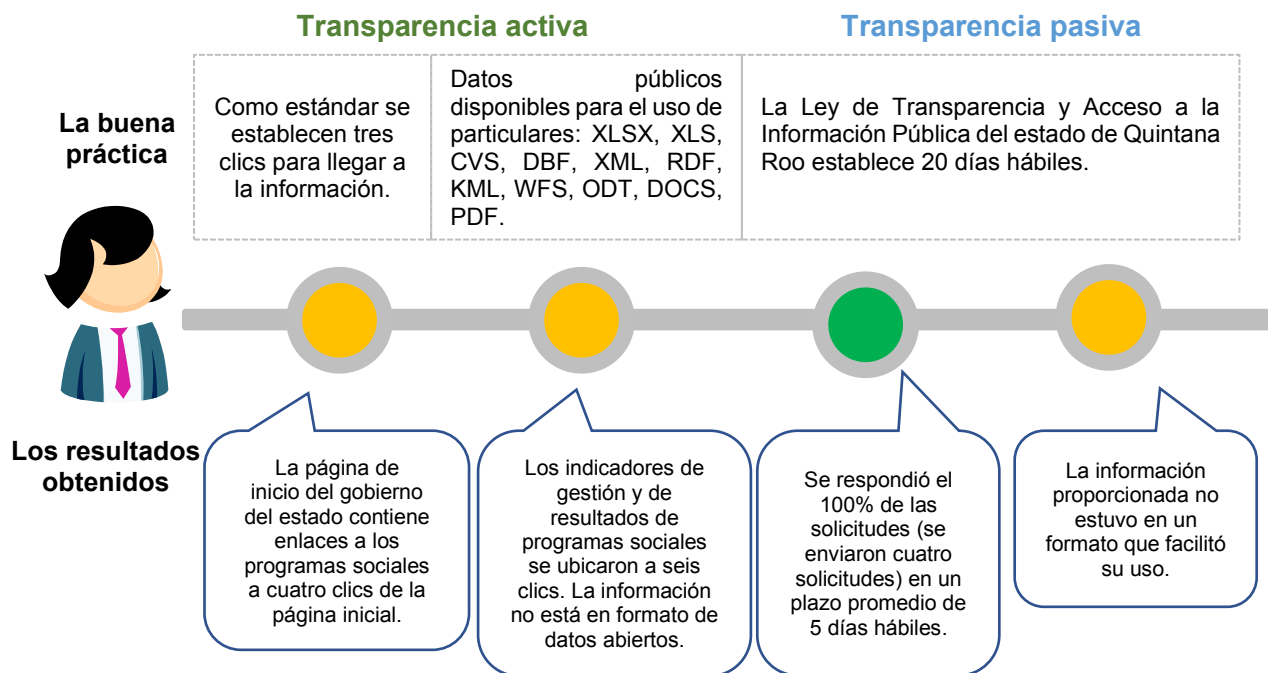 Transparencia activa
Transparencia pasiva
La buena
práctica
Como estándar se
establecen tres
clics para llegar a
la información.
Datos públicos
disponibles para el uso de
particulares: XLSX, XLS,
CVS, DBF, XML, RDF,
KML, WFS, ODT, DOCS,
PDF.
La Ley de Transparencia y Acceso a la
Información Pública del estado de Quintana
Roo establece 20 días hábiles.
Los resultados
obtenidos
La página de
inicio del gobierno
del estado contiene
enlaces a los
programas sociales
a cuatro clics de la
página inicial.
Los indicadores de
gestión y de
resultados de
programas sociales
se ubicaron a seis
clics. La información
no está en formato de
datos abiertos.
Se respondió el
100% de las
solicitudes (se
enviaron cuatro
solicitudes) en un
plazo promedio de
5 días hábiles.
La información
proporcionada no
estuvo en un
formato que facilitó
su uso.